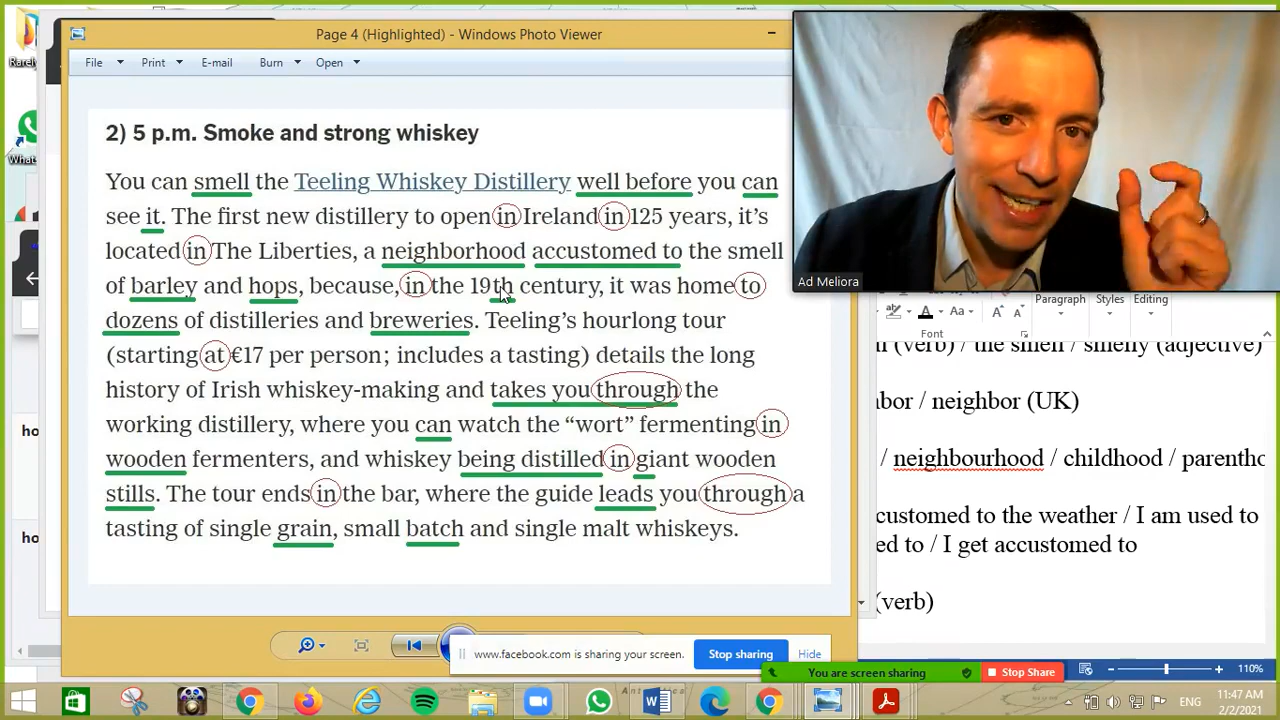 Rarely
What
Page 4 (Highlighted) - Windows Photo Viewer
File Print E-mail Burn Open
2) 5 p.m. Smoke and strong whiskey
You can smell the Teeling Whiskey Distillery well before you can
see it. The first new distillery to open in Ireland in 125 years, it’s
located in The Liberties, a neighborhood accustomed to the smell
of barley and hops, because, in the 19th century, it was home to
dozens of distilleries and breweries. Teeling’s hourlong tour
(starting at €17 per person; includes a tasting) details the long
history of Irish whiskey-making and takes you through the
working distillery, where you can watch the “wort” fermenting in
wooden fermenters, and whiskey being distilled in giant wooden
stills. The tour ends in the bar, where the guide leads you through a
tasting of single grain, small batch and single malt whiskeys.
Ad Meliora
Paragraph Styles Editing
Aa
Font
(verb) / the smell / smelly (adjective)
bor / neighbor (UK)
/ neighbourhood / childhood / parentho
customed to the weather / I am used to
ed to / I get accustomed to
(verb)
ho
ho
www.facebook.com is sharing your screen. Stop sharing Hide
You are screen sharing Stop Share
110%
ENG
11:47 AM
2/2/2021